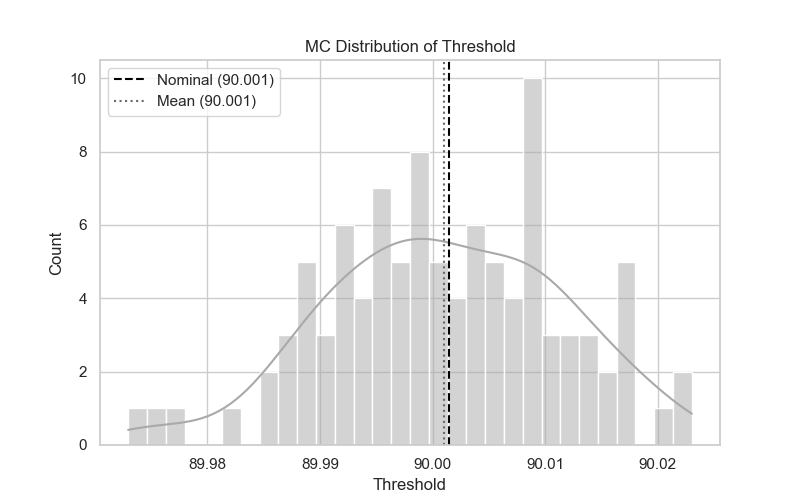 MC Distribution of Threshold
Nominal (90.001)
Mean (90.001)
10
8
6
4
2
0
Count
89.98
89.99
90.00
90.01
90.02
Threshold